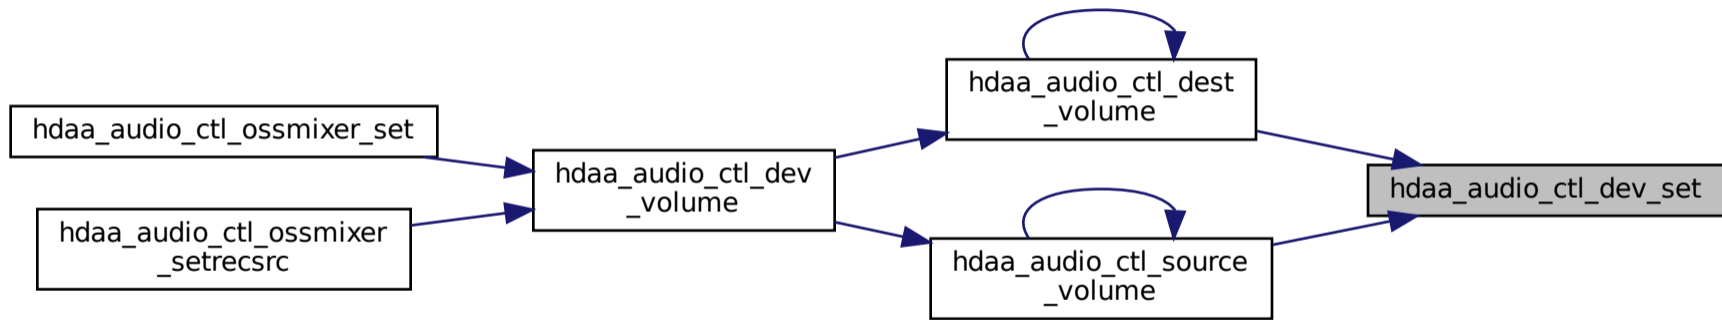 hdaa_audio_ctl_ossmixer_set
hdaa_audio_ctl_ossmixer
_setrecsrc
hdaa_audio_ctl_dev
_volume
hdaa_audio_ctl_dest
_volume
hdaa_audio_ctl_source
_volume
hdaa_audio_ctl_dev_set